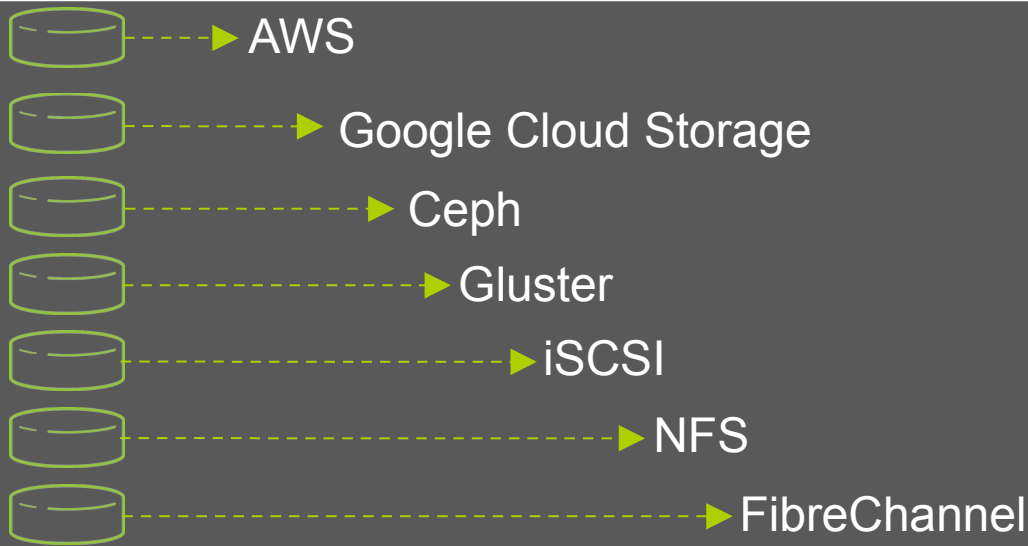 AWS
Google Cloud Storage
Ceph
Gluster
iSCSI
NFS
FibreChannel